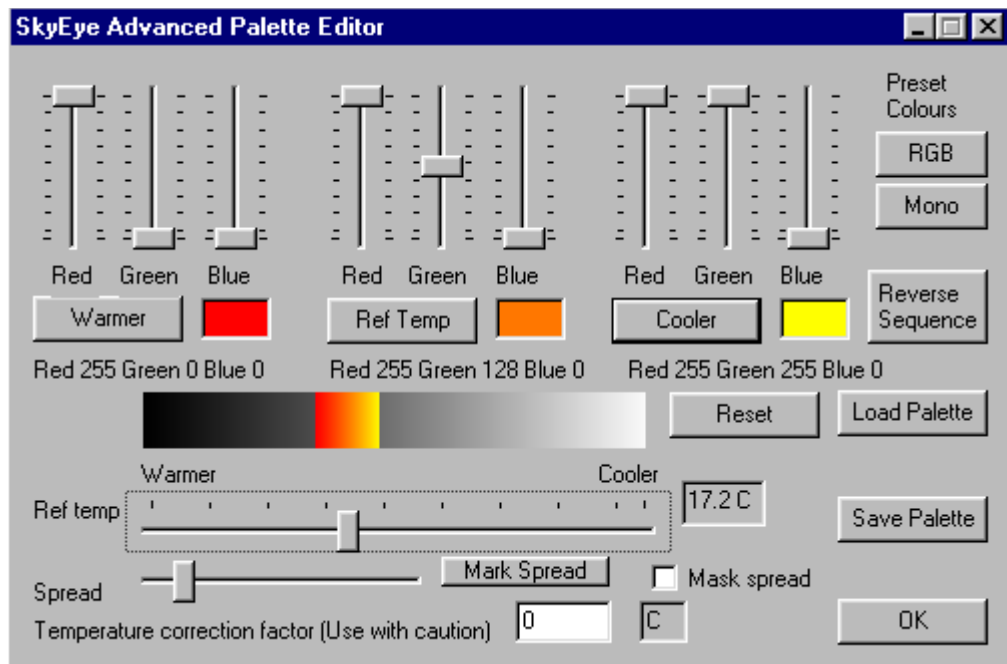 SkyEye Advanced Palette Editor
Preset
Colours
RGB
Mono
Red Green Blue
Red Green Blue
Red Green Blue
Warmer
Ref Temp
Cooler
Reverse
Sequence
Red 255 Green 0 Blue 0
Red 255 Green 128 Blue 0
Red 255 Green 255 Blue 0
Reset
Load Palette
Warmer
Cooler
Ref temp
17.2 C
Save Palette
Spread
Mark Spread
Mask spread
Temperature correction factor (Use with caution)
0
C
OK